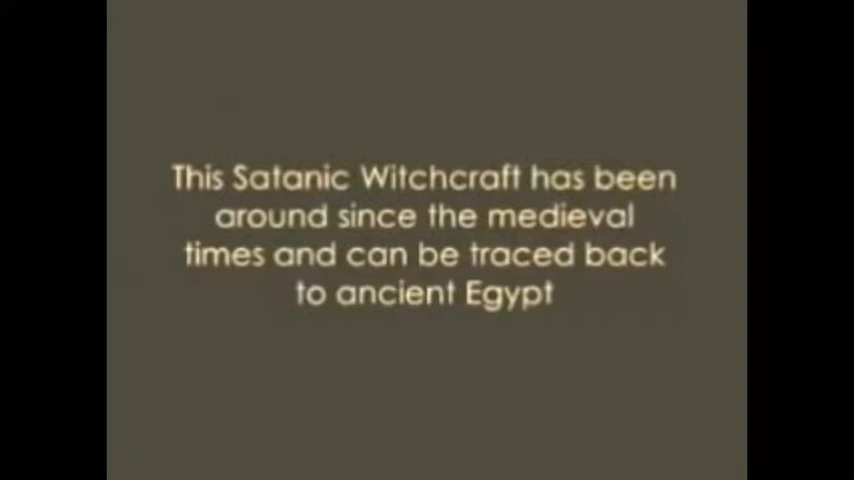 This Satanic Witchcraft has been
around since the medieval
times and can be traced back
to ancient Egypt